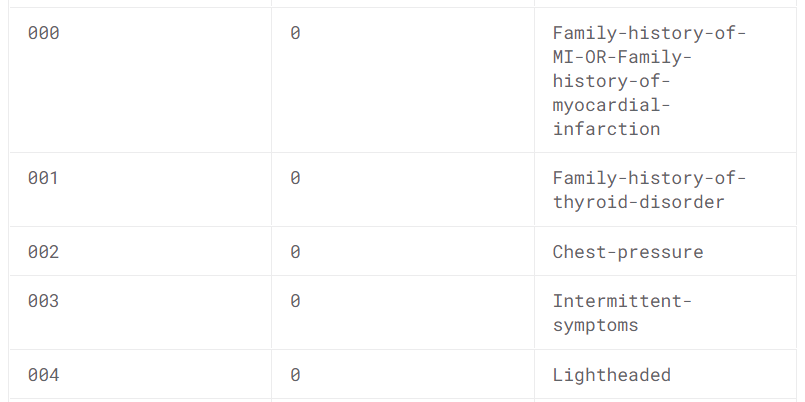 000 0 Family-history-of-
MI-OR-Family-
history-of-
myocardial-
infarction
001 0 Family-history-of-
thyroid-disorder
002 0 Chest-pressure
003 0 Intermittent-
symptoms
004 0 Lightheaded